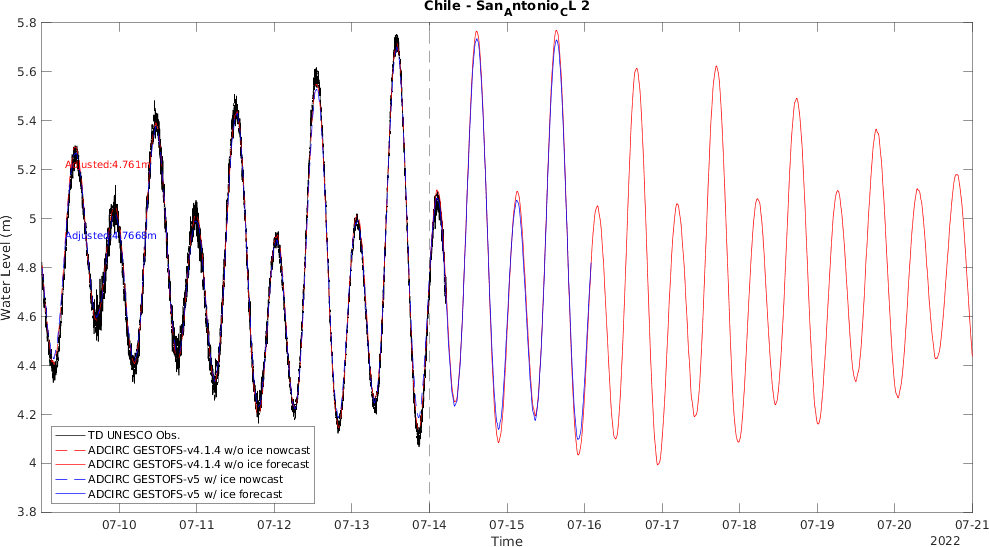 Chile - San_Antonio_CL 2
5.8
5.6
5.4
5.2
5
4.8
4.6
4.4
4.2
4
3.8
Water Level (m)
Adjusted:4.761m
Adjusted:4.7668m
TD UNESCO Obs.
ADCIRC GESTOFS-v4.1.4 w/o ice nowcast
ADCIRC GESTOFS-v4.1.4 w/o ice forecast
ADCIRC GESTOFS-v5 w/ ice nowcast
ADCIRC GESTOFS-v5 w/ ice forecast
07-10 07-11 07-12 07-13 07-14 07-15 07-16 07-17 07-18 07-19 07-20 07-21
Time
2022